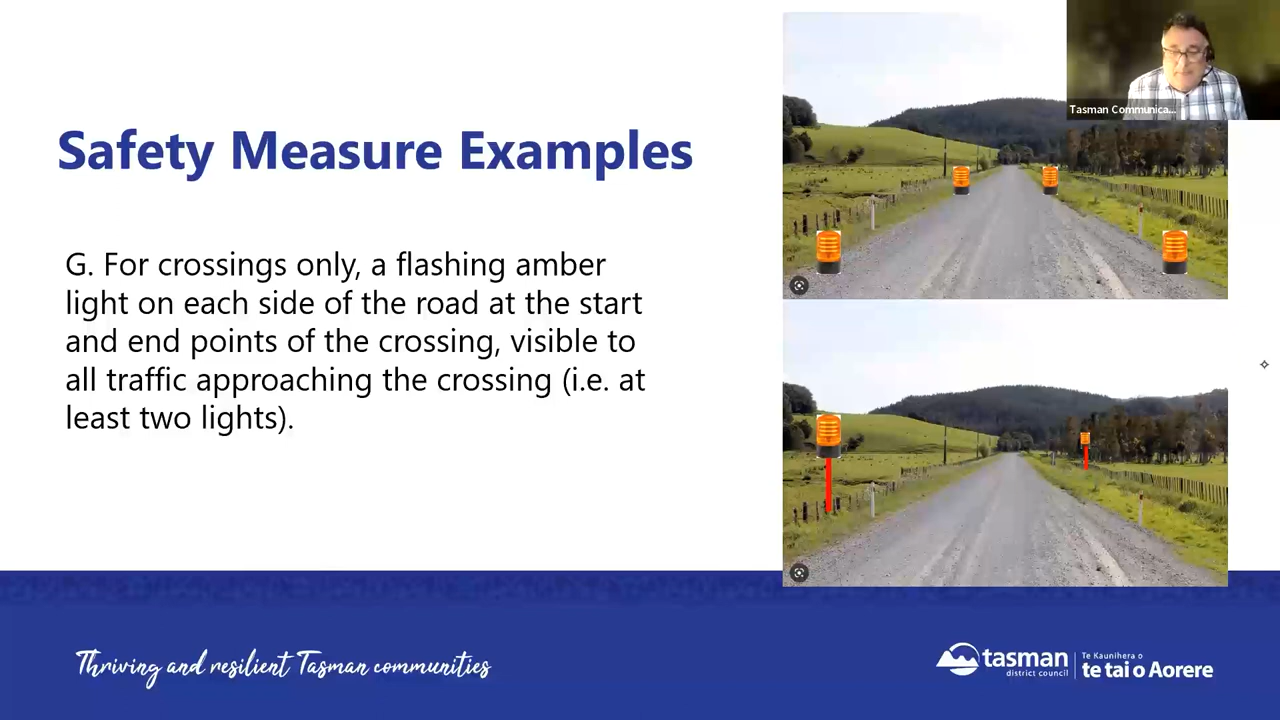 Tasman Communica...
Safety Measure Examples
G. For crossings only, a flashing amber
light on each side of the road at the start
and end points of the crossing, visible to
all traffic approaching the crossing (i.e. at
least two lights).
Thriving and resilient Tasman communities
tasman
district council
Te Kaunihera o
te tai o Aorere